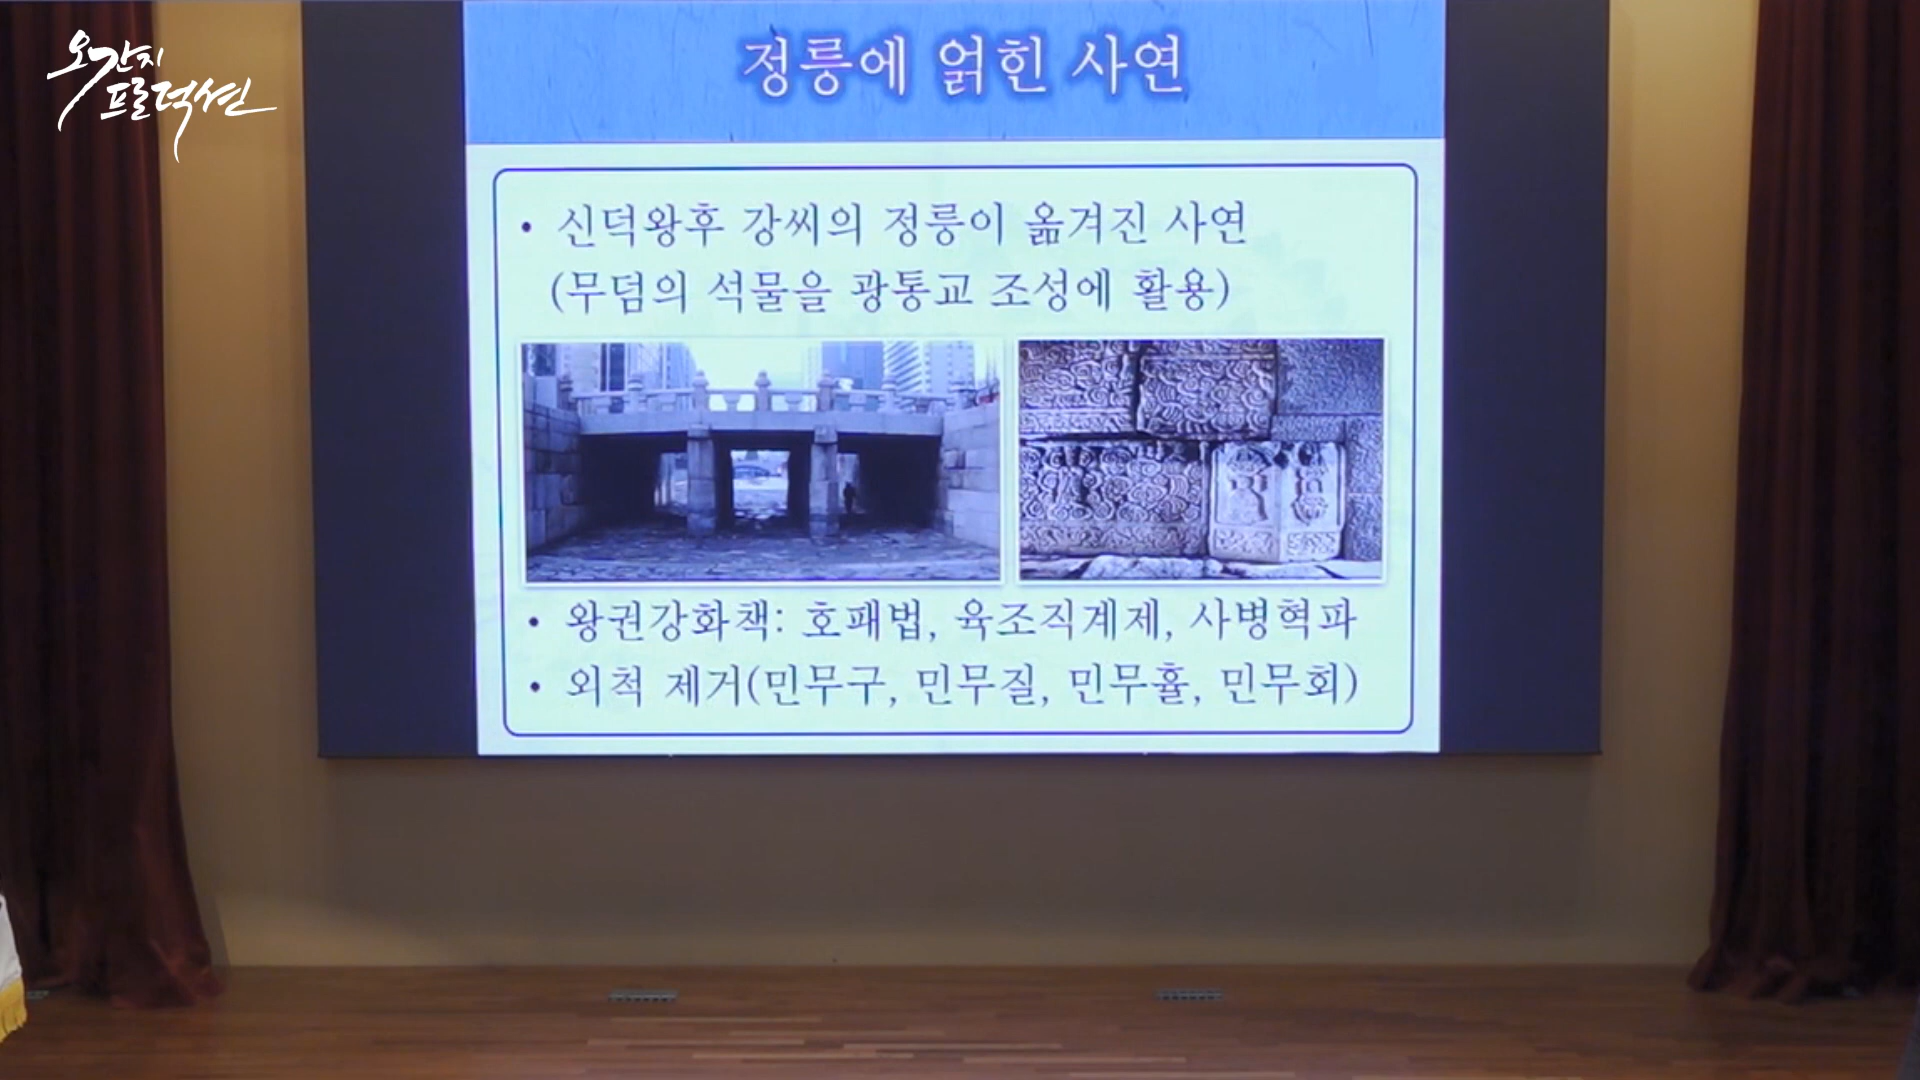 오간지
프로덕션
정릉에 얽힌 사연
• 신덕왕후 강씨의 정릉이 옮겨진 사연
(무덤의 석물을 광통교 조성에 활용)
• 왕권강화책: 호패법, 육조직계제, 사병혁파
• 외척 제거(민무구, 민무질, 민무휼, 민무회)